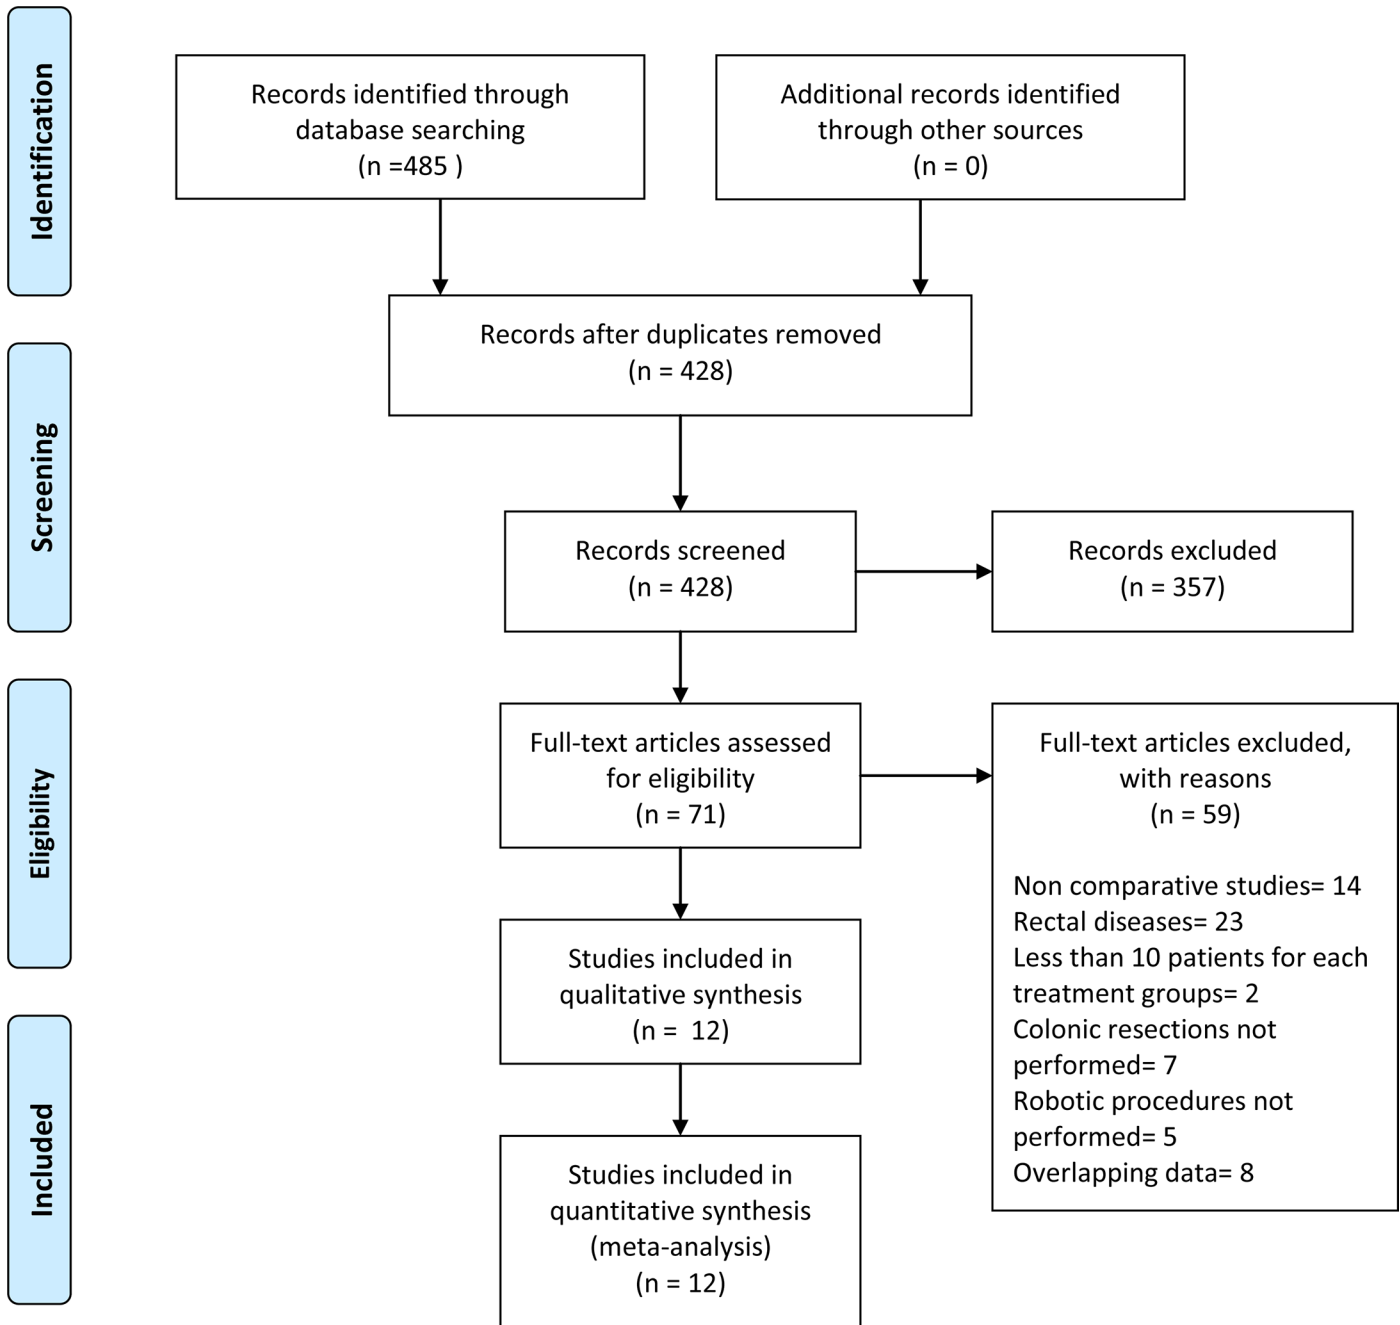 Identification
Records identified through
database searching
(n =485 )
Additional records identified
through other sources
(n = 0)
Records after duplicates removed
(n = 428)
Screening
Records screened
(n = 428)
Records excluded
(n = 357)
Eligibility
Full-text articles assessed
for eligibility
(n = 71)
Full-text articles excluded,
with reasons
(n = 59)
Non comparative studies= 14
Rectal diseases= 23
Less than 10 patients for each
treatment groups= 2
Colonic resections not
performed= 7
Robotic procedures not
performed= 5
Overlapping data= 8
Studies included in
qualitative synthesis
(n =  12)
Included
Studies included in
quantitative synthesis
(meta-analysis)
(n = 12)